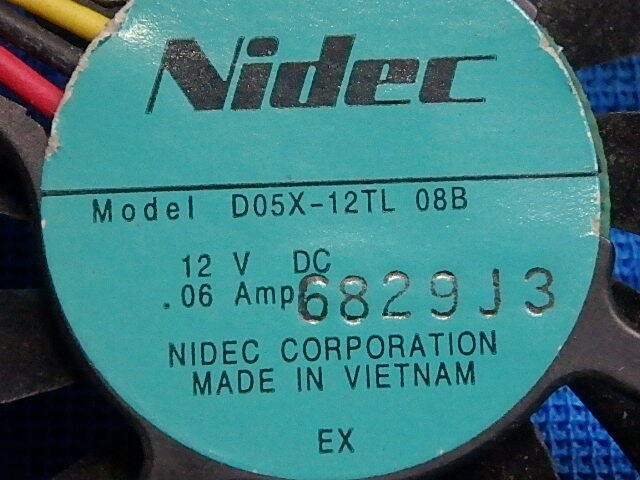 Nidec
Model D05X-12TL 08B
12 V DC
.06 Amp 6829J3
NIDEC CORPORATION
MADE IN VIETNAM
EX